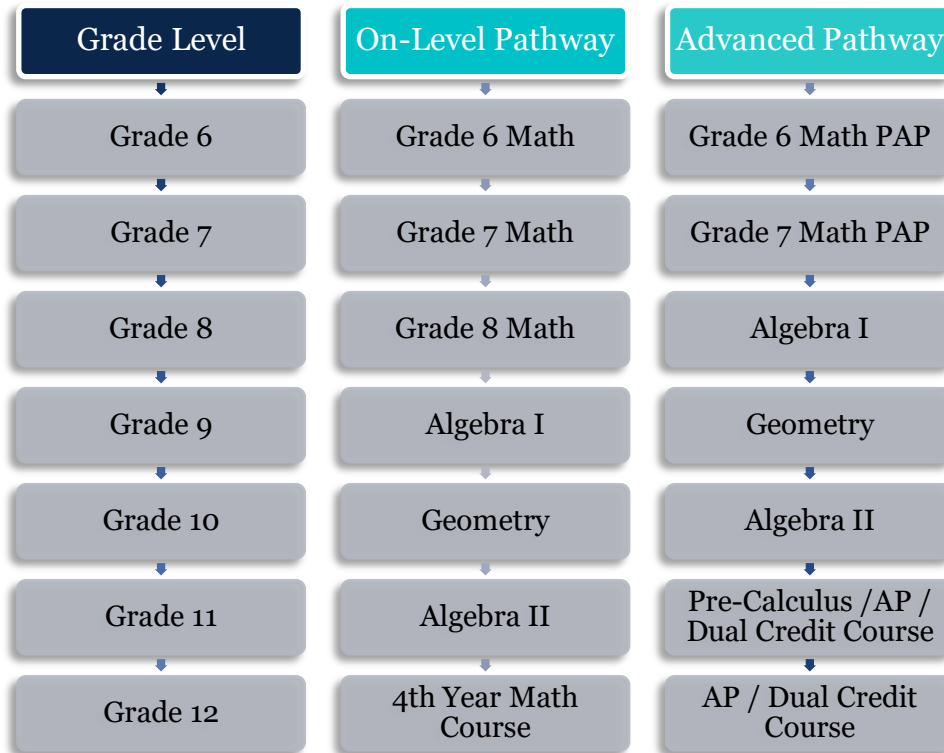 Grade Level
On-Level Pathway
Advanced Pathway
Grade 6
Grade 6 Math
Grade 6 Math PAP
Grade 7
Grade 7 Math
Grade 7 Math PAP
Grade 8
Grade 8 Math
Algebra I
Grade 9
Algebra I
Geometry
Grade 10
Geometry
Algebra II
Grade 11
Algebra II
Pre-Calculus /AP /
Dual Credit Course
Grade 12
4th Year Math
Course
AP / Dual Credit
Course